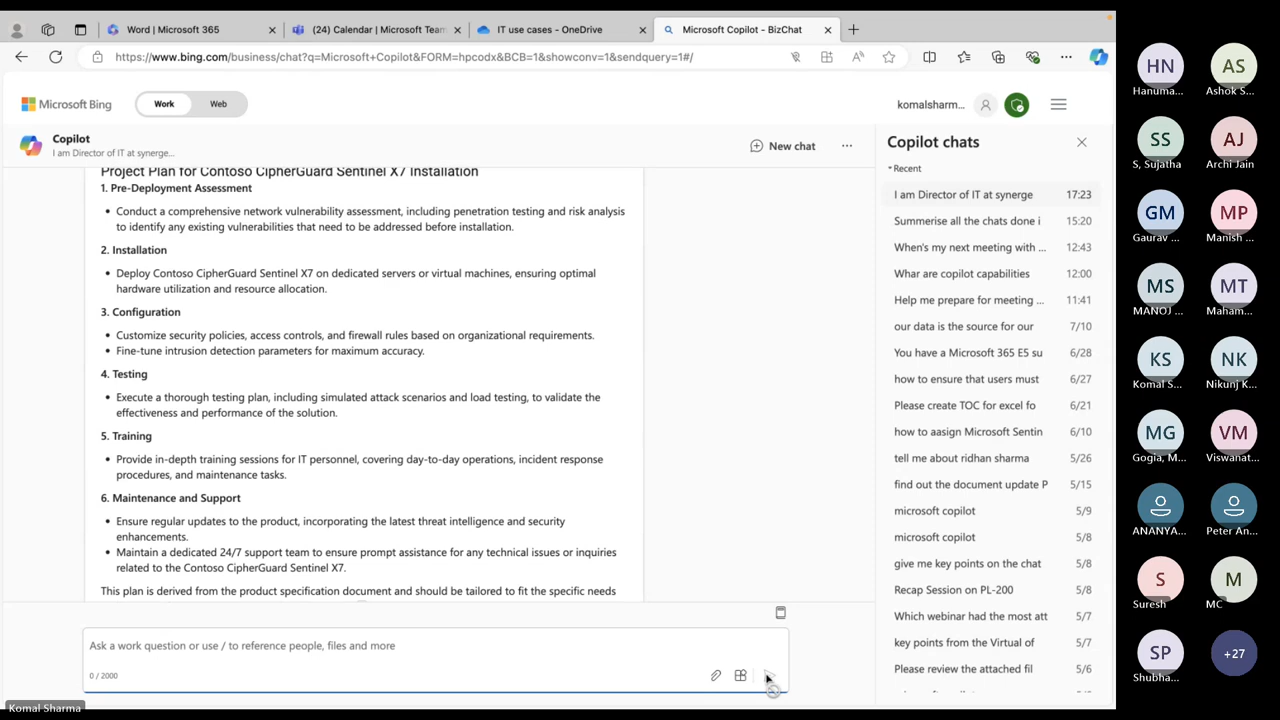 Word | Microsoft 365
(24) Calendar | Microsoft Team
IT use cases - OneDrive
Microsoft Copilot - BizChat
https://www.bing.com/business/chat?q=Microsoft+Copilot&FORM=hpcodx&BCB=1&showconv=1&sendquery=1#/
Microsoft Bing
Work
Web
komalsharm...
Copilot
I am Director of IT at synerge...
New chat
Project Plan for Contoso CipherGuard Sentinel X7 Installation
1. Pre-Deployment Assessment
• Conduct a comprehensive network vulnerability assessment, including penetration testing and risk analysis
to identify any existing vulnerabilities that need to be addressed before installation.
2. Installation
• Deploy Contoso CipherGuard Sentinel X7 on dedicated servers or virtual machines, ensuring optimal
hardware utilization and resource allocation.
3. Configuration
• Customize security policies, access controls, and firewall rules based on organizational requirements.
• Fine-tune intrusion detection parameters for maximum accuracy.
4. Testing
• Execute a thorough testing plan, including simulated attack scenarios and load testing, to validate the
effectiveness and performance of the solution.
5. Training
• Provide in-depth training sessions for IT personnel, covering day-to-day operations, incident response
procedures, and maintenance tasks.
6. Maintenance and Support
• Ensure regular updates to the product, incorporating the latest threat intelligence and security
enhancements.
• Maintain a dedicated 24/7 support team to ensure prompt assistance for any technical issues or inquiries
related to the Contoso CipherGuard Sentinel X7.
This plan is derived from the product specification document and should be tailored to fit the specific needs
Ask a work question or use / to reference people, files and more
0 / 2000
Copilot chats
Recent
I am Director of IT at synerge 17:23
Summerise all the chats done i 15:20
When's my next meeting with ... 12:43
Whar are copilot capabilities 12:00
Help me prepare for meeting ... 11:41
our data is the source for our 7/10
You have a Microsoft 365 E5 su 6/28
how to ensure that users must 6/27
Please create TOC for excel fo 6/21
how to aasign Microsoft Sentin 6/10
tell me about ridhan sharma 5/26
find out the document update P 5/15
microsoft copilot 5/9
microsoft copilot 5/8
give me key points on the chat 5/8
Recap Session on PL-200 5/8
Which webinar had the most att 5/7
key points from the Virtual of 5/7
Please review the attached fil 5/6
HN AS
Hanuma... Ashok S...
SS AJ
S, Sujatha Archi Jain
GM MP
Gaurav ... Manish ...
MS MT
MANOJ ... Maham...
KS NK
Komal S... Nikunj K...
MG VM
Gogia, M... Viswanat...
ANANYA... Peter An...
S M
Suresh MC
SP +27
Shubha...
Komal Sharma